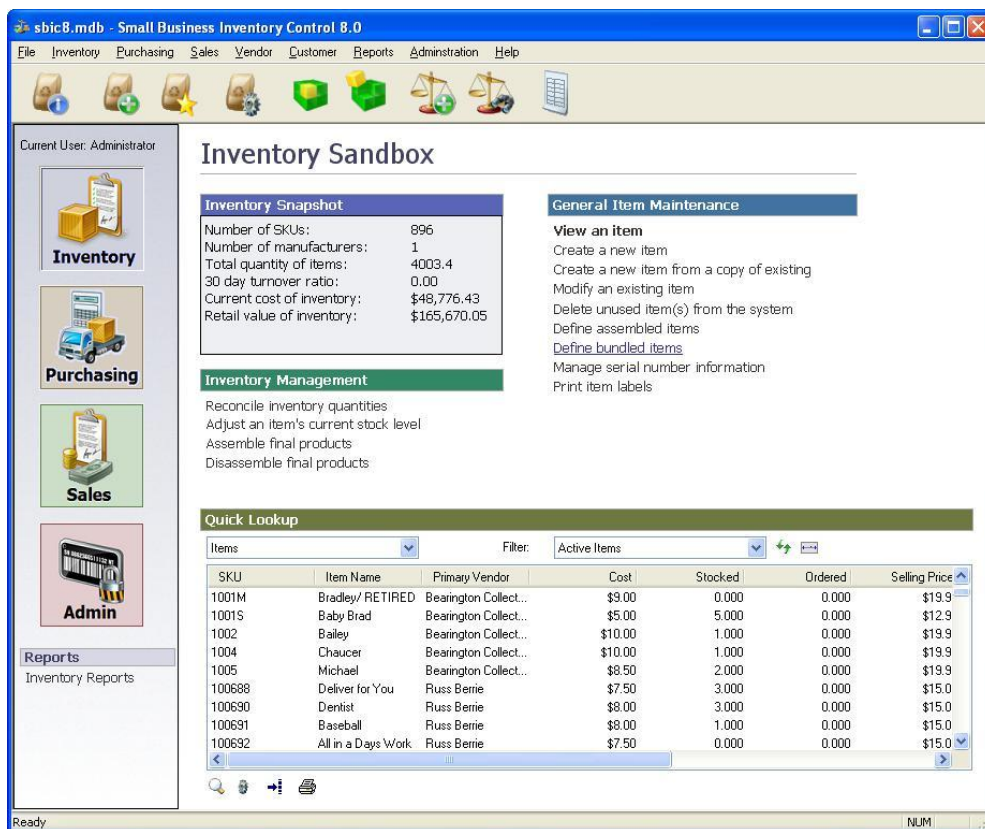 sbic8.mdb - Small Business Inventory Control 8.0
File Inventory Purchasing Sales Vendor Customer Reports Adminstration Help
Current User: Administrator
Inventory
Purchasing
Sales
Admin
Reports
Inventory Reports
Inventory Sandbox
Inventory Snapshot
Number of SKUs: 896
Number of manufacturers: 1
Total quantity of items: 4003.4
30 day turnover ratio: 0.00
Current cost of inventory: $48,776.43
Retail value of inventory: $165,670.05
Inventory Management
Reconcile inventory quantities
Adjust an item's current stock level
Assemble final products
Disassemble final products
General Item Maintenance
View an item
Create a new item
Create a new item from a copy of existing
Modify an existing item
Delete unused item(s) from the system
Define assembled items
Define bundled items
Manage serial number information
Print item labels
Quick Lookup
Items Filter: Active Items
SKU Item Name Primary Vendor Cost Stocked Ordered Selling Price
1001M Bradley/ RETIRED Bearington Collect... $9.00 0.000 0.000 $19.9
1001S Baby Brad Bearington Collect... $5.00 5.000 0.000 $12.9
1002 Bailey Bearington Collect... $10.00 1.000 0.000 $19.9
1004 Chaucer Bearington Collect... $10.00 1.000 0.000 $19.9
1005 Michael Bearington Collect... $8.50 2.000 0.000 $19.9
100688 Deliver for You Russ Berrie $7.50 3.000 0.000 $15.0
100690 Dentist Russ Berrie $8.00 3.000 0.000 $15.0
100691 Baseball Russ Berrie $8.00 1.000 0.000 $15.0
100692 All in a Days Work Russ Berrie $7.50 0.000 0.000 $15.0
Ready NUM